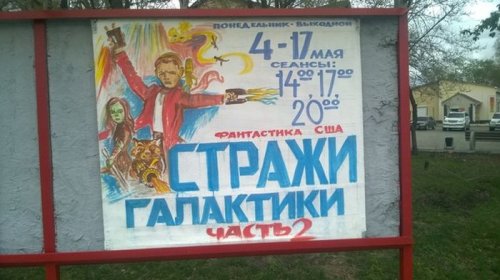 ПОНЕДЕЛЬНИК-ВЫХОДНОЙ
4-17 МАЯ
СЕАНСЫ:
14⁰⁰, 17⁰⁰,
20⁰⁰
ФАНТАСТИКА США
СТРАЖИ
ГАЛАКТИКИ
ЧАСТЬ 2